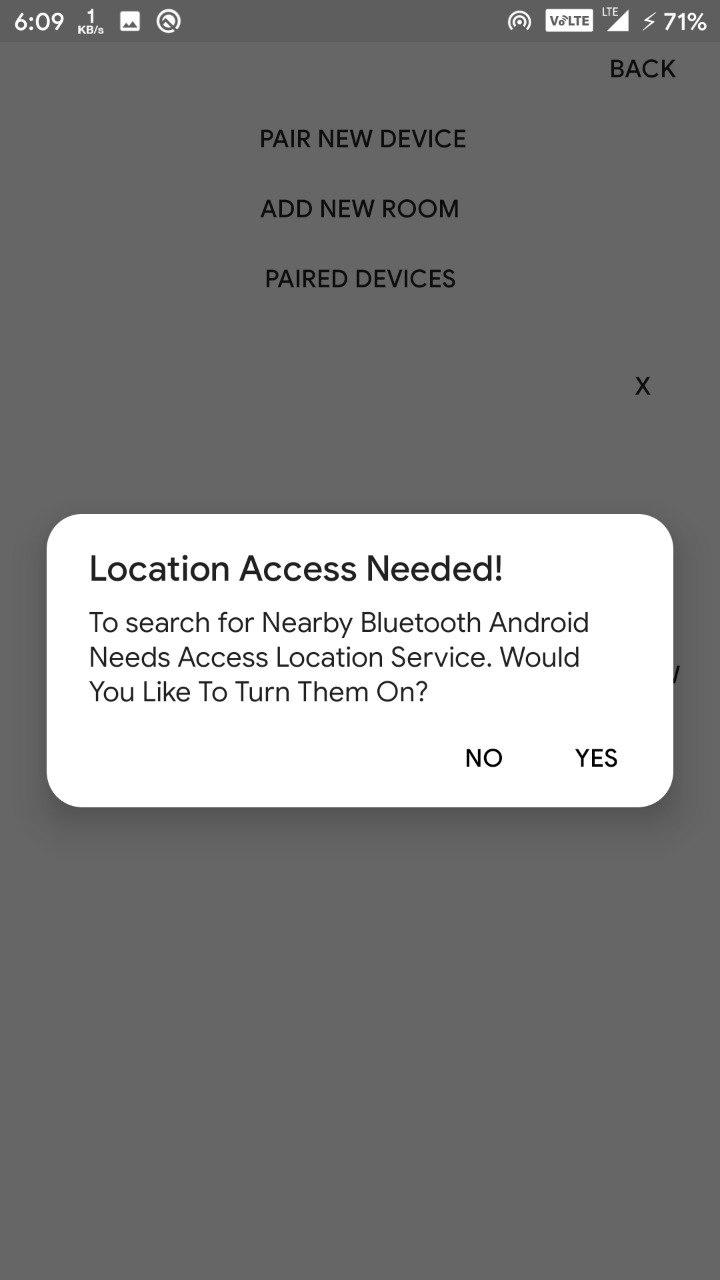 6:09 1 KB/s VoLTE LTE 71%
BACK
PAIR NEW DEVICE
ADD NEW ROOM
PAIRED DEVICES
X
Location Access Needed!
To search for Nearby Bluetooth Android
Needs Access Location Service. Would
You Like To Turn Them On?
NO YES